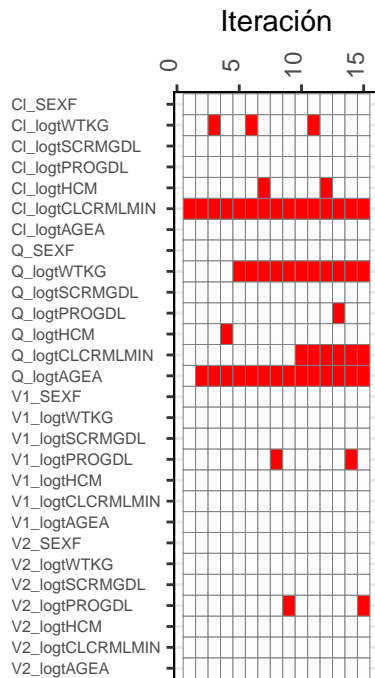 Iteración
0
5
10
15
Cl_SEXF
Cl_logtWTKG
Cl_logtSCRMGDL
Cl_logtPROGDL
Cl_logtHCM
Cl_logtCLCRMLMIN
Cl_logtAGEA
Q_SEXF
Q_logtWTKG
Q_logtSCRMGDL
Q_logtPROGDL
Q_logtHCM
Q_logtCLCRMLMIN
Q_logtAGEA
V1_SEXF
V1_logtWTKG
V1_logtSCRMGDL
V1_logtPROGDL
V1_logtHCM
V1_logtCLCRMLMIN
V1_logtAGEA
V2_SEXF
V2_logtWTKG
V2_logtSCRMGDL
V2_logtPROGDL
V2_logtHCM
V2_logtCLCRMLMIN
V2_logtAGEA